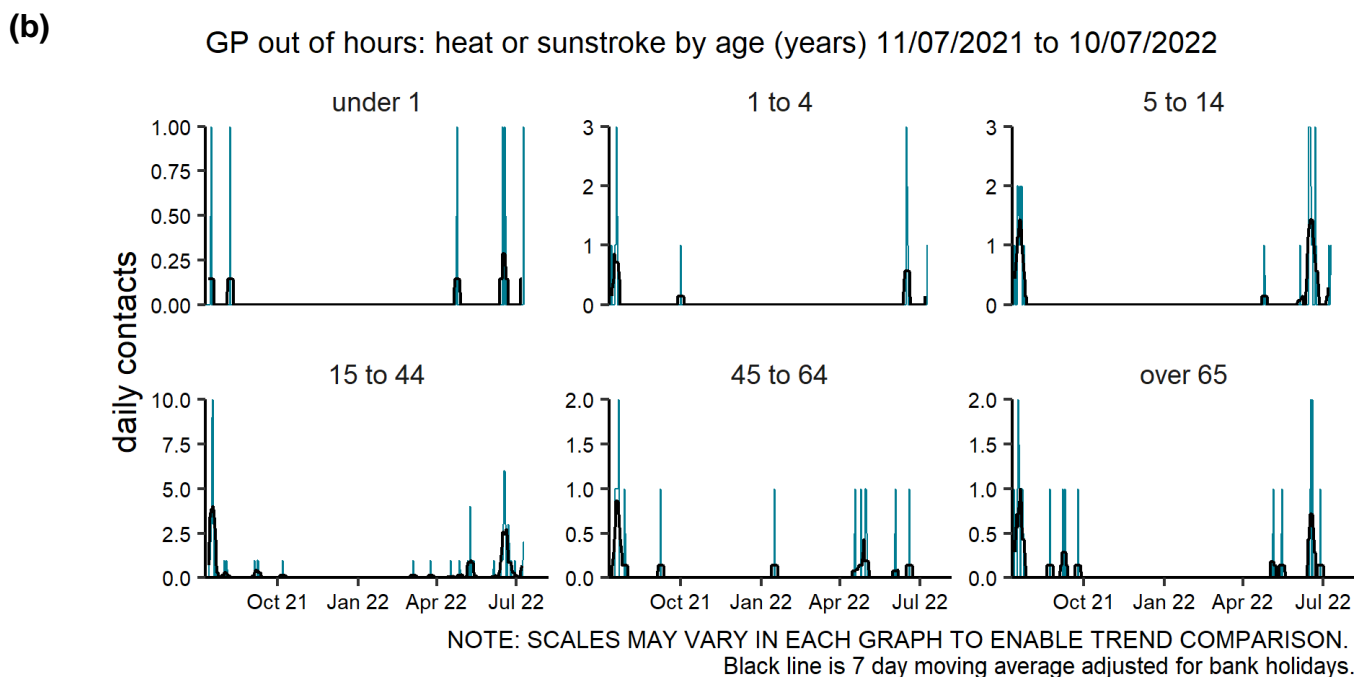 (b)
GP out of hours: heat or sunstroke by age (years) 11/07/2021 to 10/07/2022
daily contacts
under 1
1.00
0.75
0.50
0.25
0.00
1 to 4
3
2
1
0
5 to 14
3
2
1
0
15 to 44
10.0
7.5
5.0
2.5
0.0
Oct 21 Jan 22 Apr 22 Jul 22
45 to 64
2.0
1.5
1.0
0.5
0.0
Oct 21 Jan 22 Apr 22 Jul 22
over 65
2.0
1.5
1.0
0.5
0.0
Oct 21 Jan 22 Apr 22 Jul 22
NOTE: SCALES MAY VARY IN EACH GRAPH TO ENABLE TREND COMPARISON.
Black line is 7 day moving average adjusted for bank holidays.